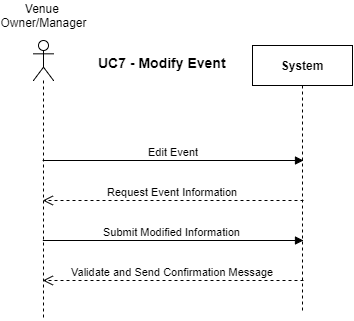 Venue
Owner/Manager
UC7 - Modify Event
System
Edit Event
Request Event Information
Submit Modified Information
Validate and Send Confirmation Message